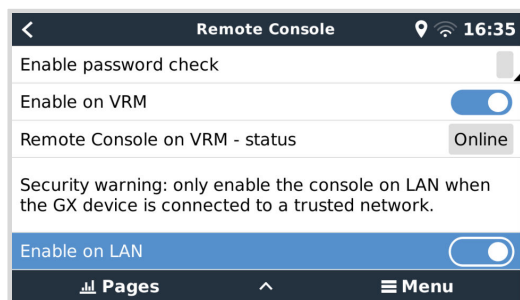 Remote Console 16:35
Enable password check
Enable on VRM
Remote Console on VRM - status Online
Security warning: only enable the console on LAN when
the GX device is connected to a trusted network.
Enable on LAN
Pages Menu